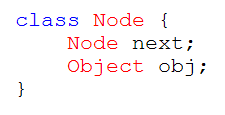 class Node {
    Node next;
    Object obj;
}